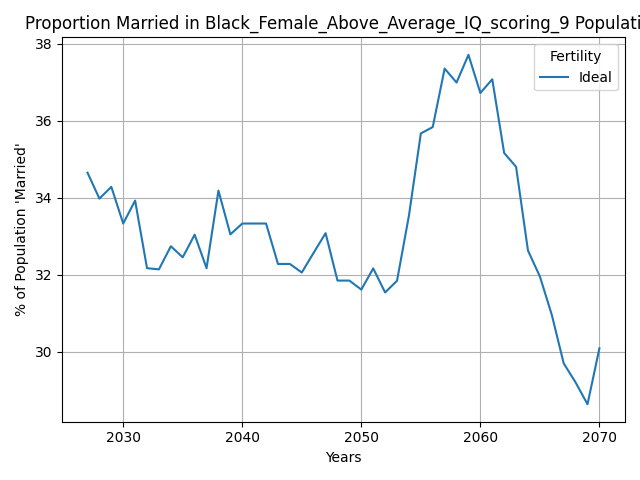 Proportion Married in Black_Female_Above_Average_IQ_scoring_9 Populati
Fertility
Ideal
% of Population 'Married'
38
36
34
32
30
2030 2040 2050 2060 2070
Years